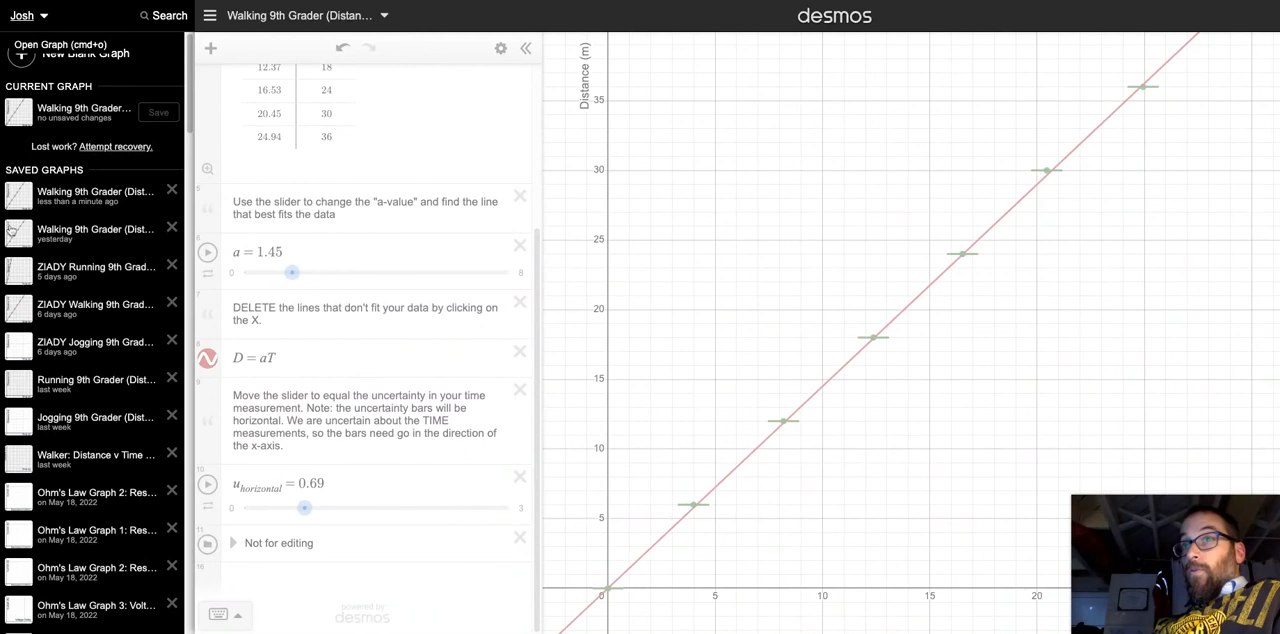 Josh
Search
Walking 9th Grader (Distan...
desmos
Open Graph (cmd+o)
New Blank Graph
CURRENT GRAPH
Walking 9th Grader...
no unsaved changes
Save
Lost work? Attempt recovery.
SAVED GRAPHS
Walking 9th Grader (Dist...
less than a minute ago
Walking 9th Grader (Dist...
yesterday
ZIADY Running 9th Grad...
5 days ago
ZIADY Walking 9th Grad...
6 days ago
ZIADY Jogging 9th Grad...
6 days ago
Running 9th Grader (Dist...
last week
Jogging 9th Grader (Dist...
last week
Walker: Distance v Time ...
last week
Ohm's Law Graph 2: Res...
on May 18, 2022
Ohm's Law Graph 1: Res...
on May 18, 2022
Ohm's Law Graph 2: Res...
on May 18, 2022
Ohm's Law Graph 3: Volt...
on May 18, 2022
12.37 18
16.53 24
20.45 30
24.94 36
5
Use the slider to change the "a-value" and find the line
that best fits the data
6
a = 1.45
0 8
7
DELETE the lines that don't fit your data by clicking on
the X.
8
D = aT
9
Move the slider to equal the uncertainty in your time
measurement. Note: the uncertainty bars will be
horizontal. We are uncertain about the TIME
measurements, so the bars need go in the direction of
the x-axis.
10
u horizontal = 0.69
0 3
11
Not for editing
16
powered by
desmos
Distance (m)
35
30
25
20
15
10
5
0 5 10 15 20